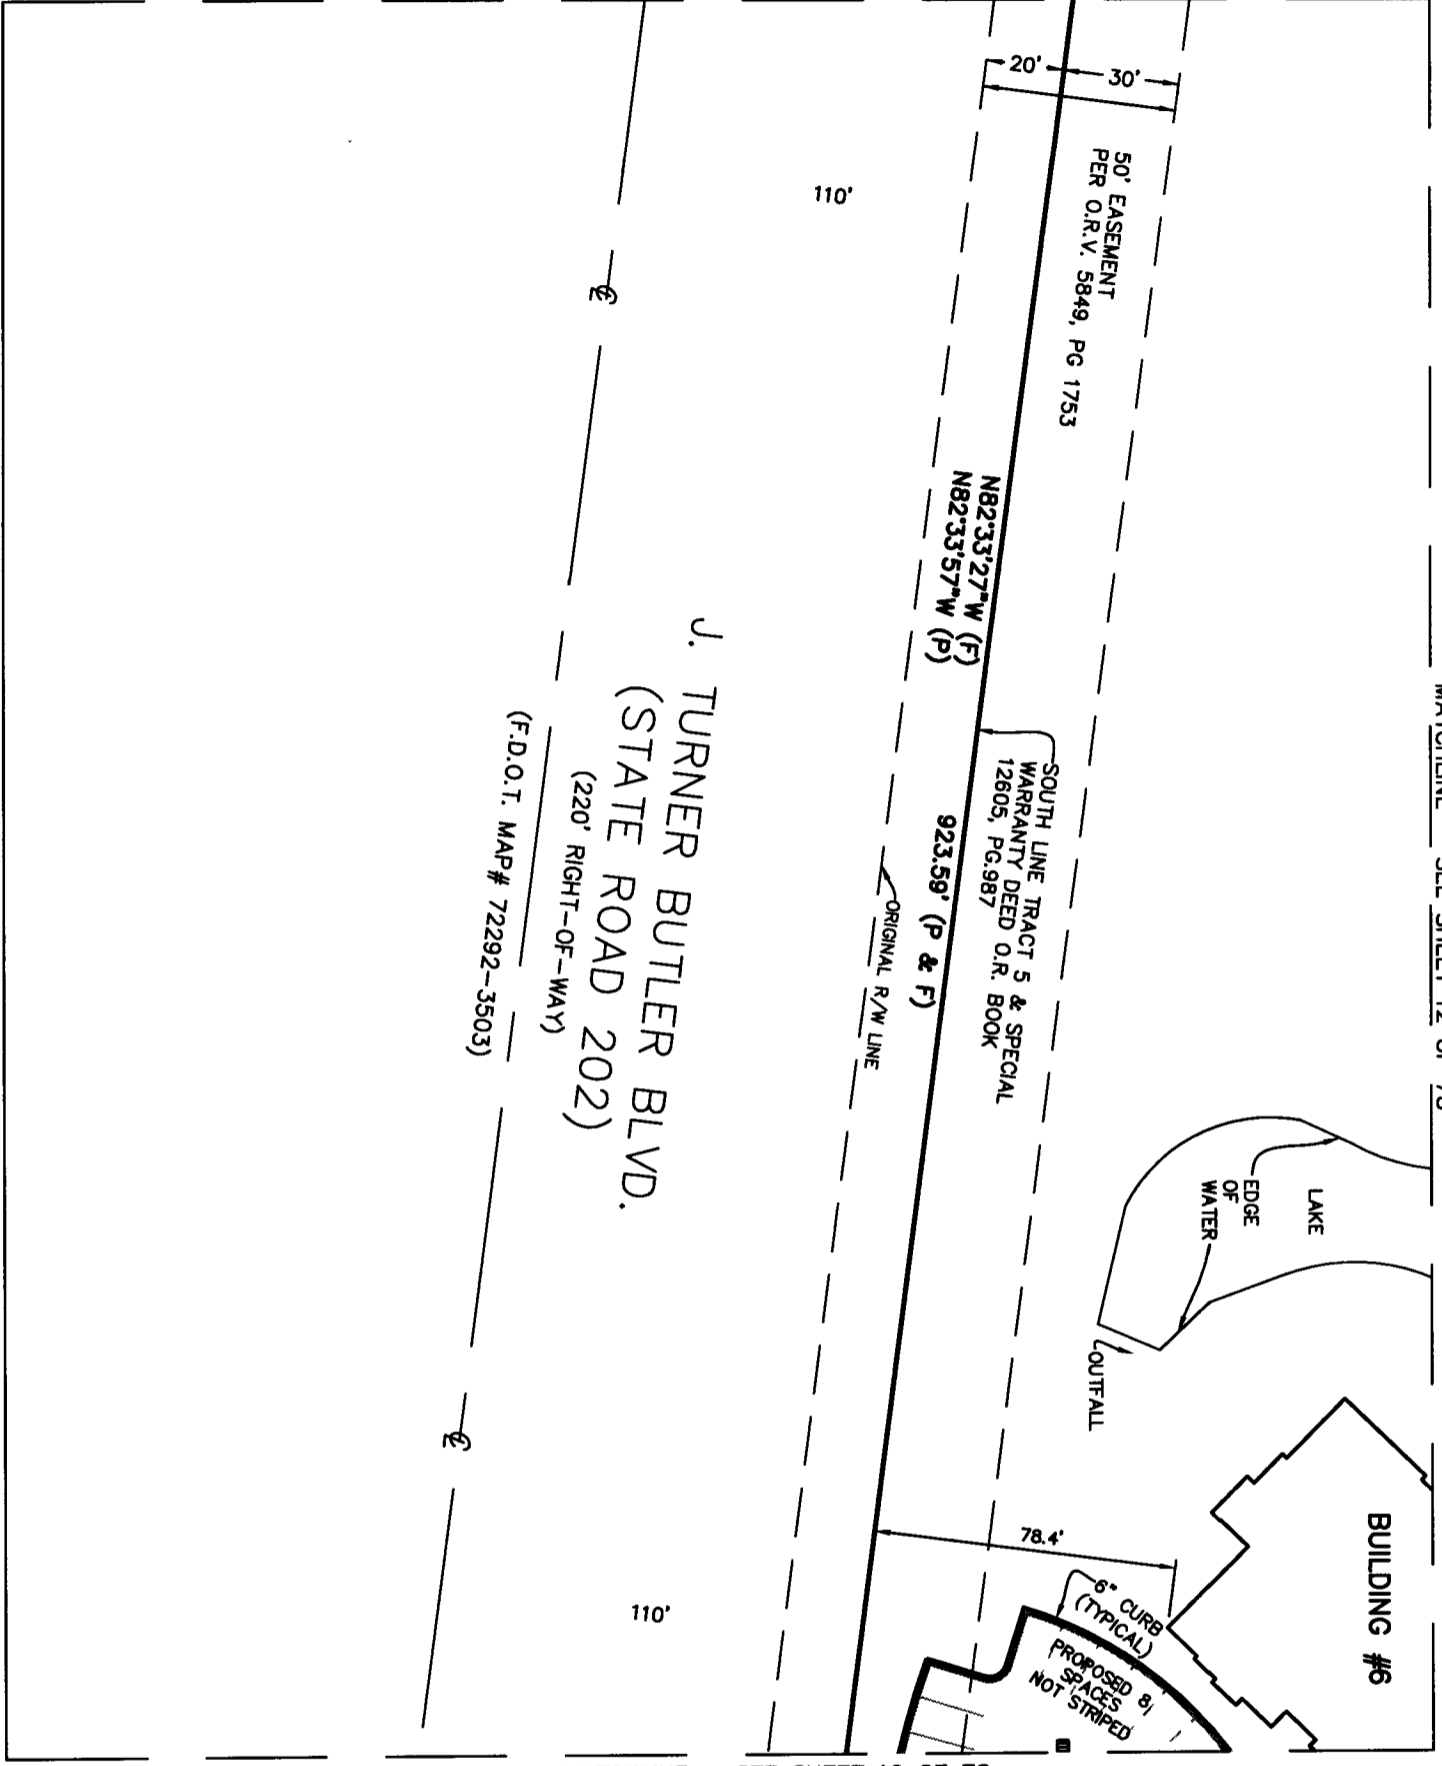 20'
30'
50' EASEMENT
PER O.R.V. 5849, PG 1753
110'
N82°33'27"W (F)
N82°33'57"W (P)
923.59' (P & F)
SOUTH LINE TRACT 5 & SPECIAL
WARRANTY DEED O.R. BOOK
12605, PG.987
ORIGINAL R/W LINE
J. TURNER BUTLER BLVD.
(STATE ROAD 202)
(220' RIGHT-OF-WAY)
(F.D.O.T. MAP# 72292-3503)
LAKE
EDGE
OF
WATER
OUTFALL
BUILDING #6
78.4'
6" CURB
(TYPICAL)
PROPOSED 8
SPACES
NOT STRIPED
110'